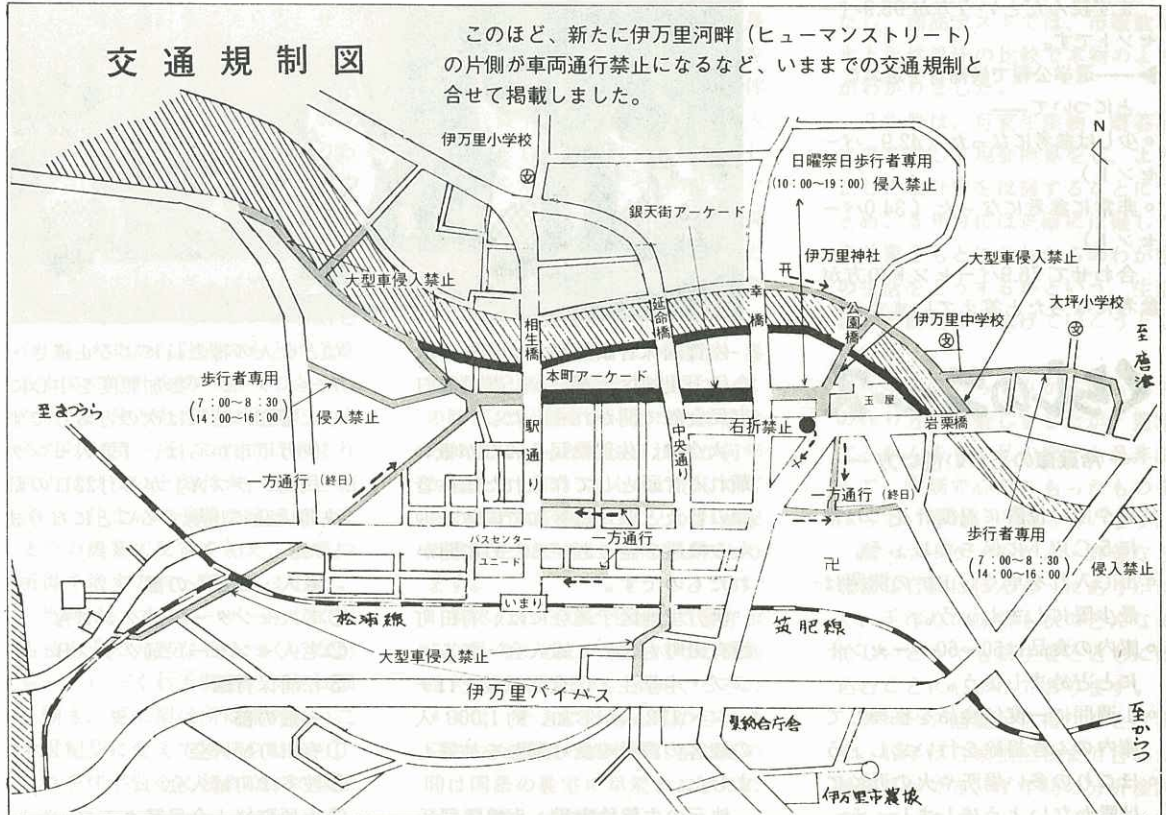 交通規制図
このほど、新たに伊万里河畔（ヒューマンストリート）
の片側が車両通行禁止になるなど、いままでの交通規制と
合せて掲載しました。
N
伊万里小学校
日曜祭日歩行者専用
(10:00〜19:00) 侵入禁止
銀天街アーケード
伊万里神社
大型車侵入禁止
大型車侵入禁止
大坪小学校
伊万里中学校
至唐津
相生橋
延命橋
幸橋
公園橋
本町アーケード
歩行者専用
(7:00〜8:30
14:00〜16:00)
侵入禁止
至まつうら
玉屋
右折禁止
岩栗橋
駅通り
中央通り
一方通行(終日)
一方通行(終日)
一方通行
バスセンター
ユニード
歩行者専用
(7:00〜8:30
14:00〜16:00)
侵入禁止
いまり
松浦線
筑肥線
大型車侵入禁止
伊万里バイパス
県総合庁舎
至からつ
伊万里市農協